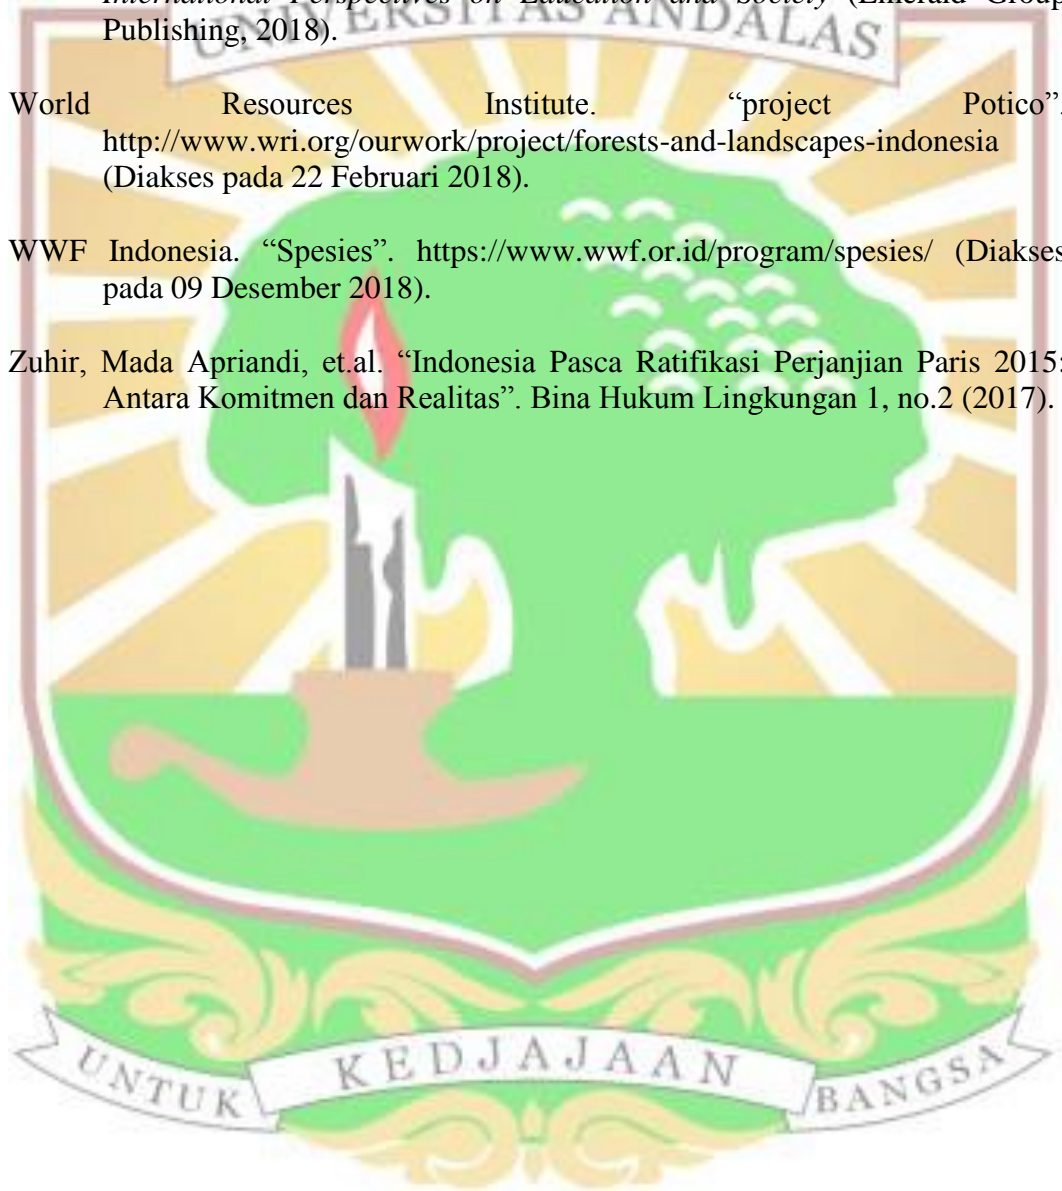 International Perspectives on Education and Society (Emerald Group
Publishing, 2018).
UNIVERSITAS ANDALAS
World Resources Institute. “project Potico”.
http://www.wri.org/ourwork/project/forests-and-landscapes-indonesia
(Diakses pada 22 Februari 2018).
WWF Indonesia. “Spesies”. https://www.wwf.or.id/program/spesies/ (Diakses
pada 09 Desember 2018).
Zuhir, Mada Apriandi, et.al. “Indonesia Pasca Ratifikasi Perjanjian Paris 2015:
Antara Komitmen dan Realitas”. Bina Hukum Lingkungan 1, no.2 (2017).
UNTUK KEDJAJAAN BANGSA